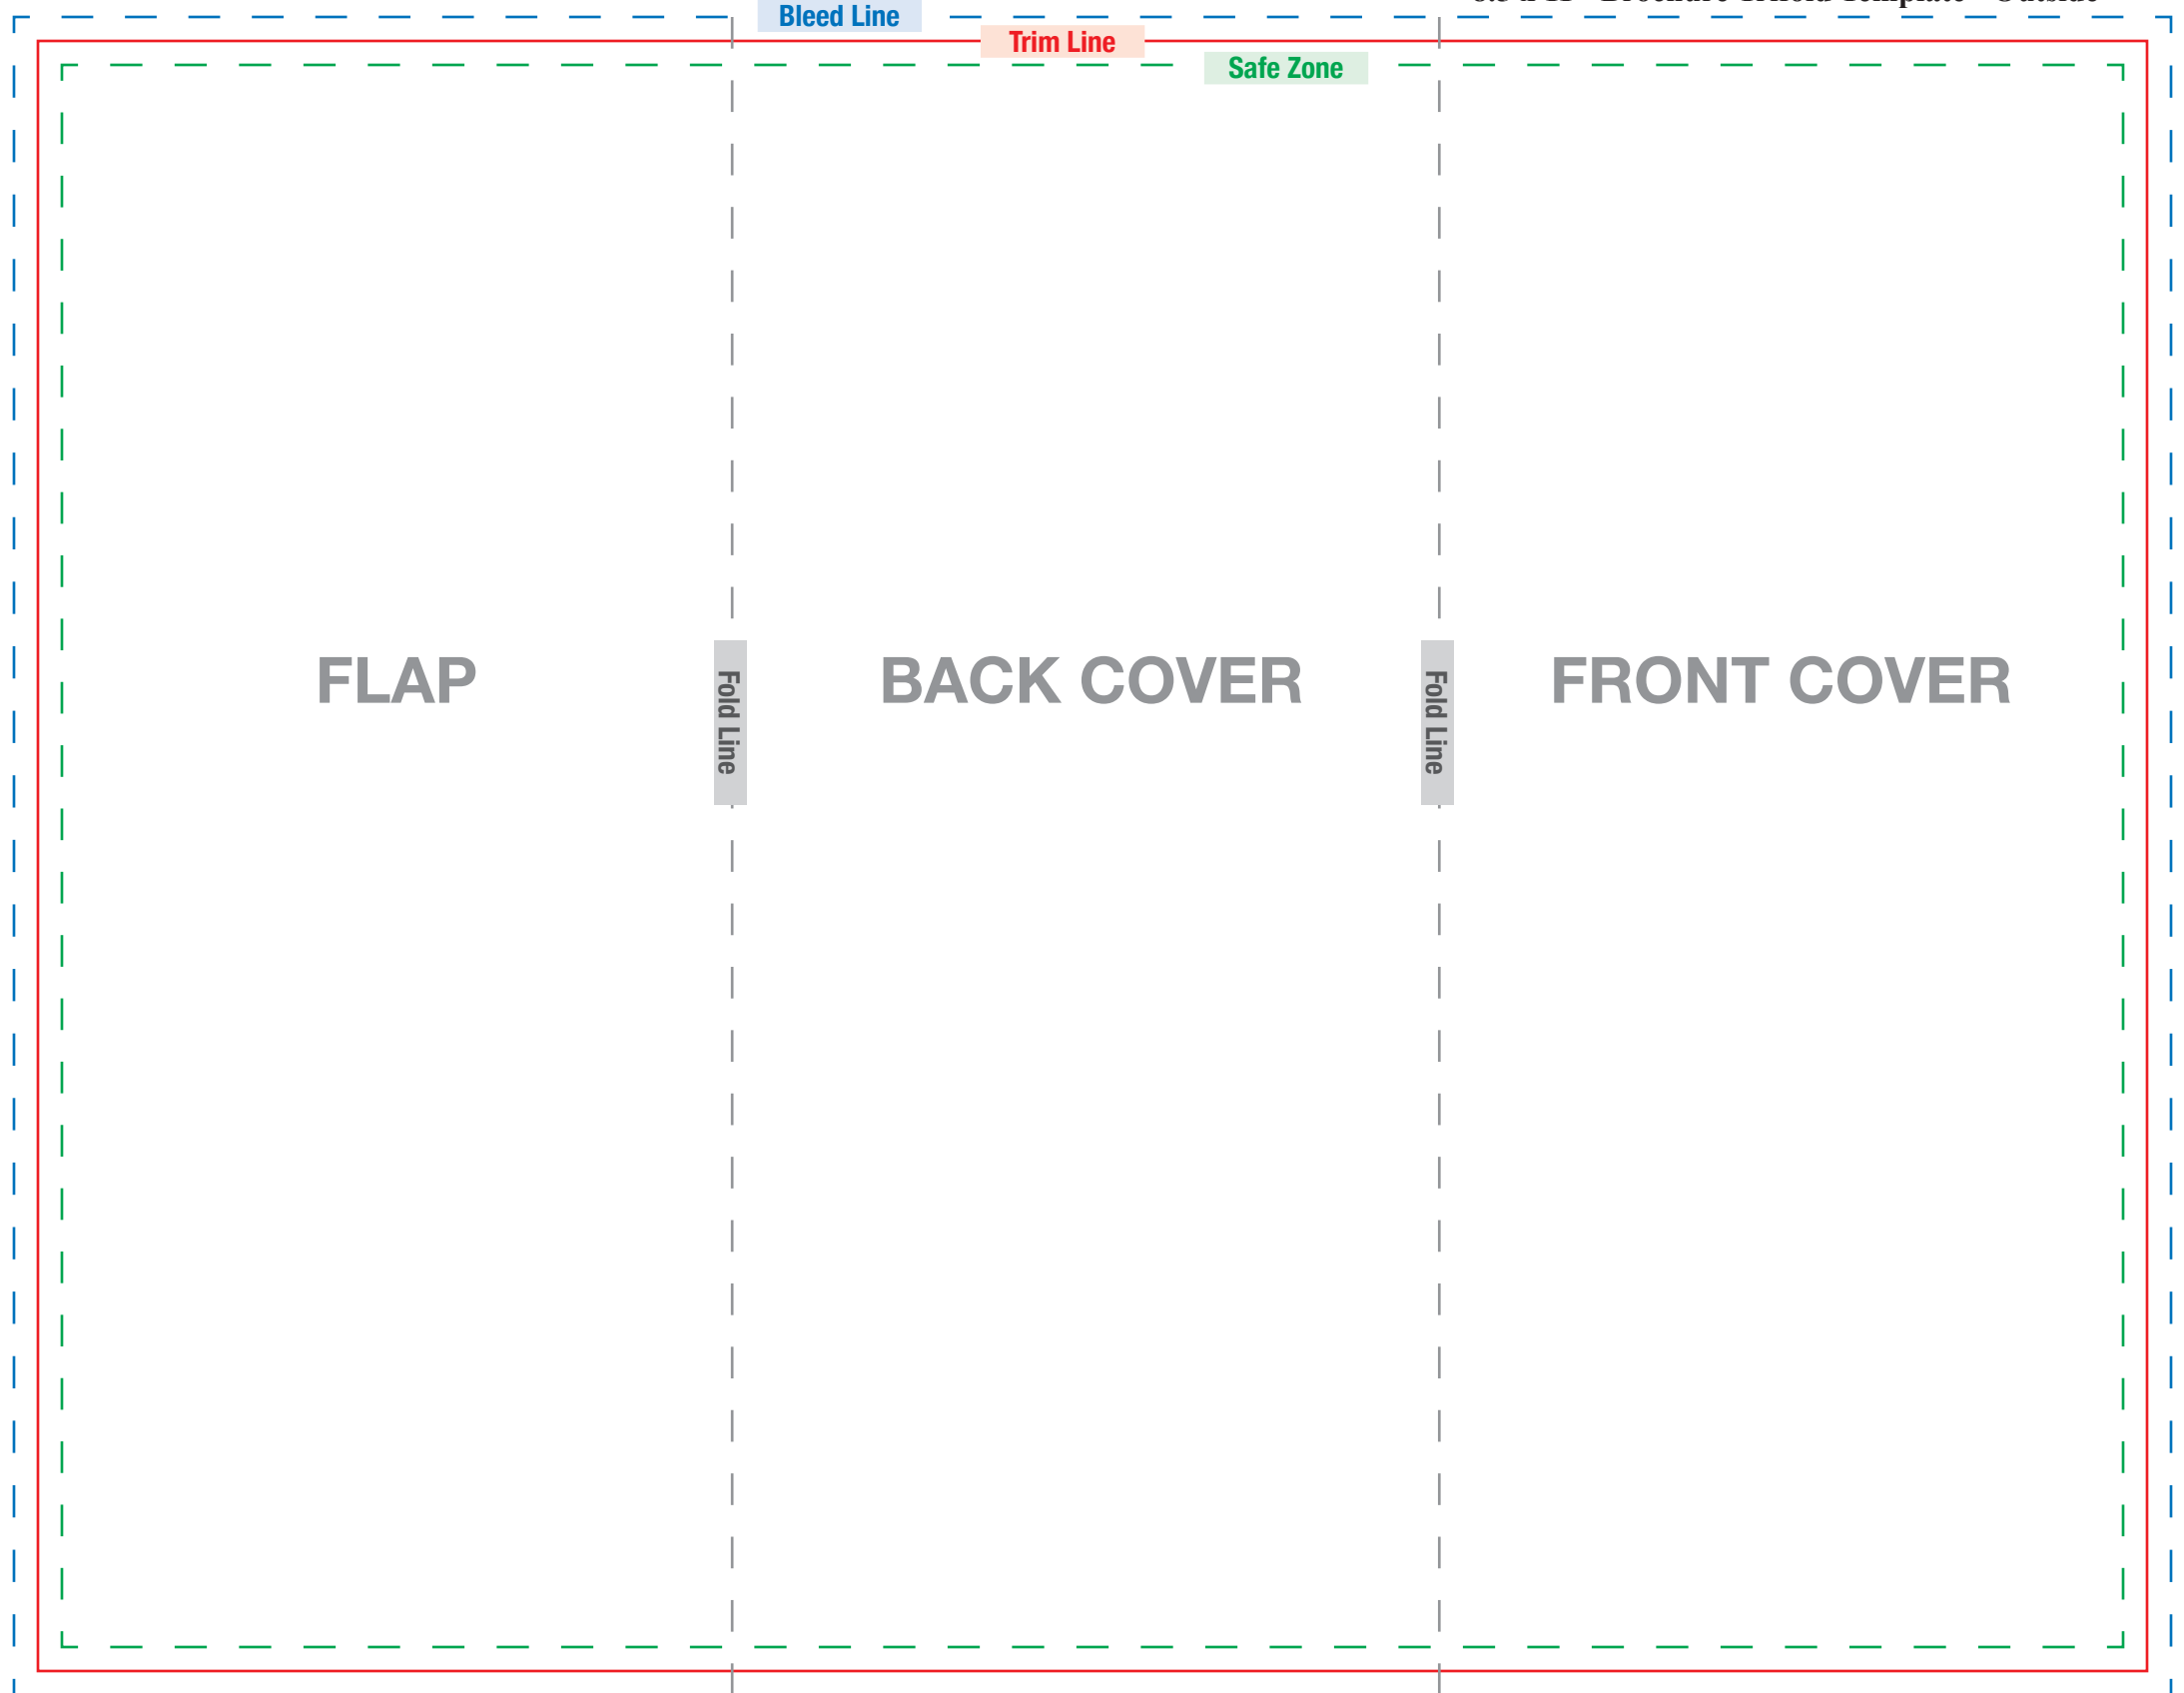 Bleed Line
Trim Line
Safe Zone
FLAP
Fold Line
BACK COVER
Fold Line
FRONT COVER